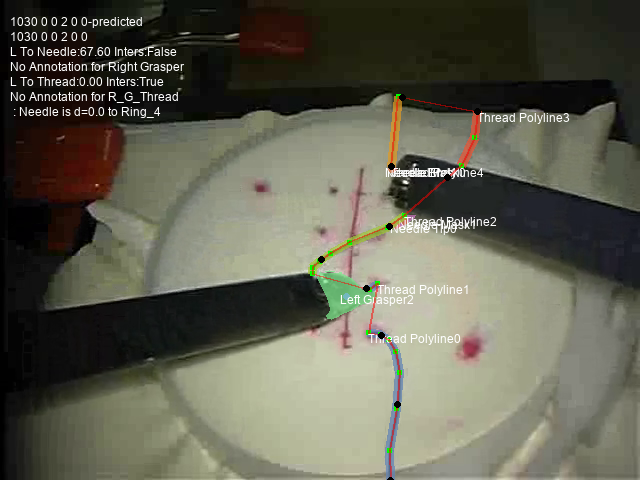 1030 0 0 2 0 0-predicted
1030 0 0 2 0 0
L To Needle:67.60 Inters:False
No Annotation for Right Grasper
L To Thread:0.00 Inters:True
No Annotation for R_G_Thread
: Needle is d=0.0 to Ring_4
Thread Polyline3
Thread Polyline2
Needle Tip0
Thread Polyline1
Left Grasper2
Thread Polyline0